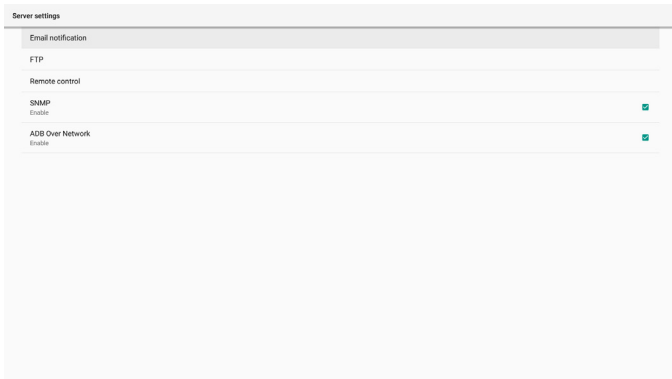 Server settings
Email notification
FTP
Remote control
SNMP
Enable
ADB Over Network
Enable